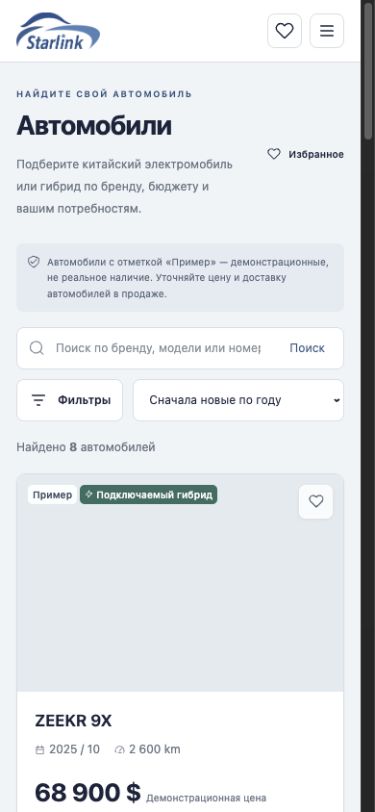 Starlink
НАЙДИТЕ СВОЙ АВТОМОБИЛЬ
Автомобили
Избранное
Подберите китайский электромобиль
или гибрид по бренду, бюджету и
вашим потребностям.
Автомобили с отметкой «Пример» — демонстрационные,
не реальное наличие. Уточняйте цену и доставку
автомобилей в продаже.
Поиск по бренду, модели или номер Поиск
Фильтры Сначала новые по году
Найдено 8 автомобилей
Пример Подключаемый гибрид
ZEEKR 9X
2025 / 10 2 600 km
68 900 $ Демонстрационная цена